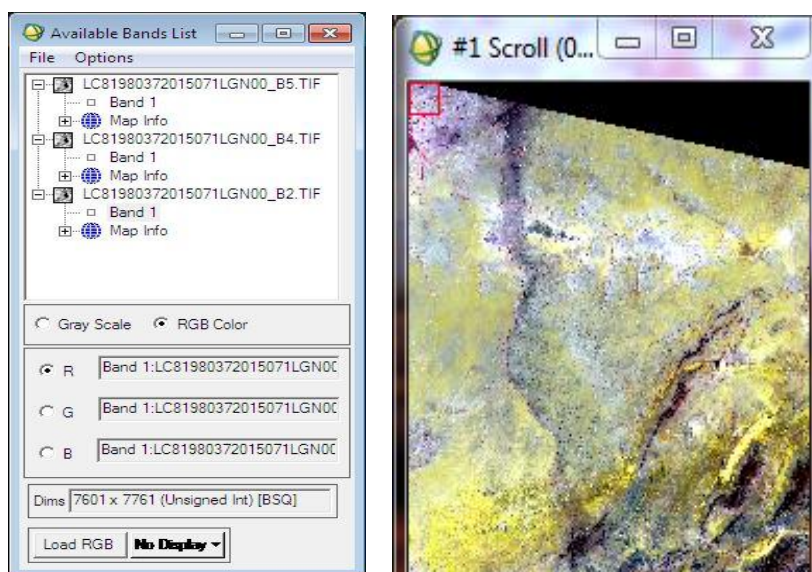 Available Bands List
File Options
LC81980372015071LGN00_B5.TIF
Band 1
Map Info
LC81980372015071LGN00_B4.TIF
Band 1
Map Info
LC81980372015071LGN00_B2.TIF
Band 1
Map Info
Gray Scale RGB Color
R Band 1:LC81980372015071LGN00
G Band 1:LC81980372015071LGN00
B Band 1:LC81980372015071LGN00
Dims 7601 x 7761 (Unsigned Int) [BSQ]
Load RGB No Display
#1 Scroll (0...